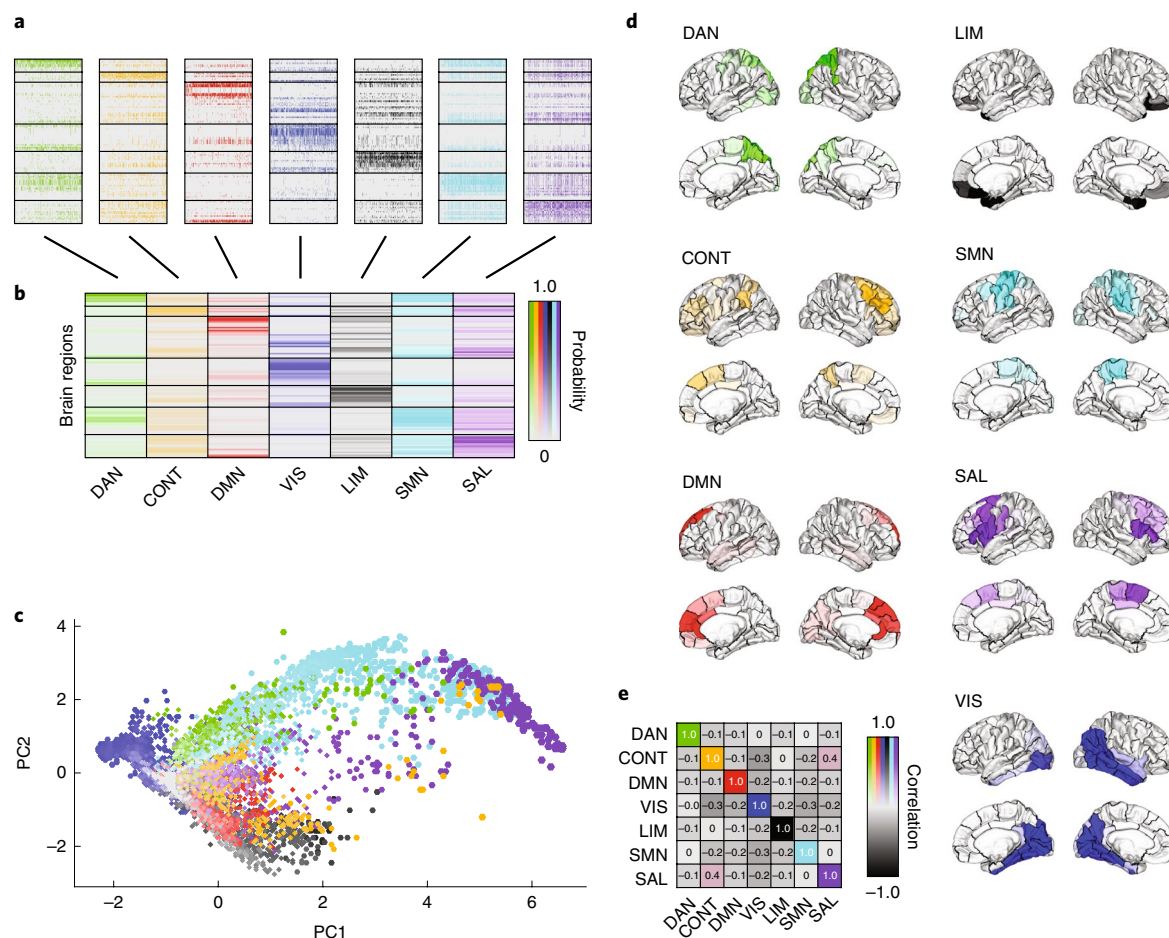 a
b
Brain regions
1.0
Probability
0
DAN
CONT
DMN
VIS
LIM
SMN
SAL
c
PC2
4
2
0
−2
−2
0
2
4
6
PC1
d
DAN
LIM
CONT
SMN
DMN
SAL
VIS
e
DAN 1.0 −0.1 −0.1 0 −0.1 0 −0.1
CONT −0.1 1.0 −0.1 −0.3 0 −0.2 0.4
DMN −0.1 −0.1 1.0 −0.2 −0.1 −0.1 −0.1
VIS −0.0 −0.3 −0.2 1.0 −0.2 −0.3 −0.2
LIM −0.1 0 −0.1 −0.2 1.0 −0.2 −0.1
SMN 0 −0.2 −0.2 −0.3 −0.2 1.0 0
SAL −0.1 0.4 −0.1 −0.2 −0.1 0 1.0
DAN
CONT
DMN
VIS
LIM
SMN
SAL
1.0
Correlation
−1.0